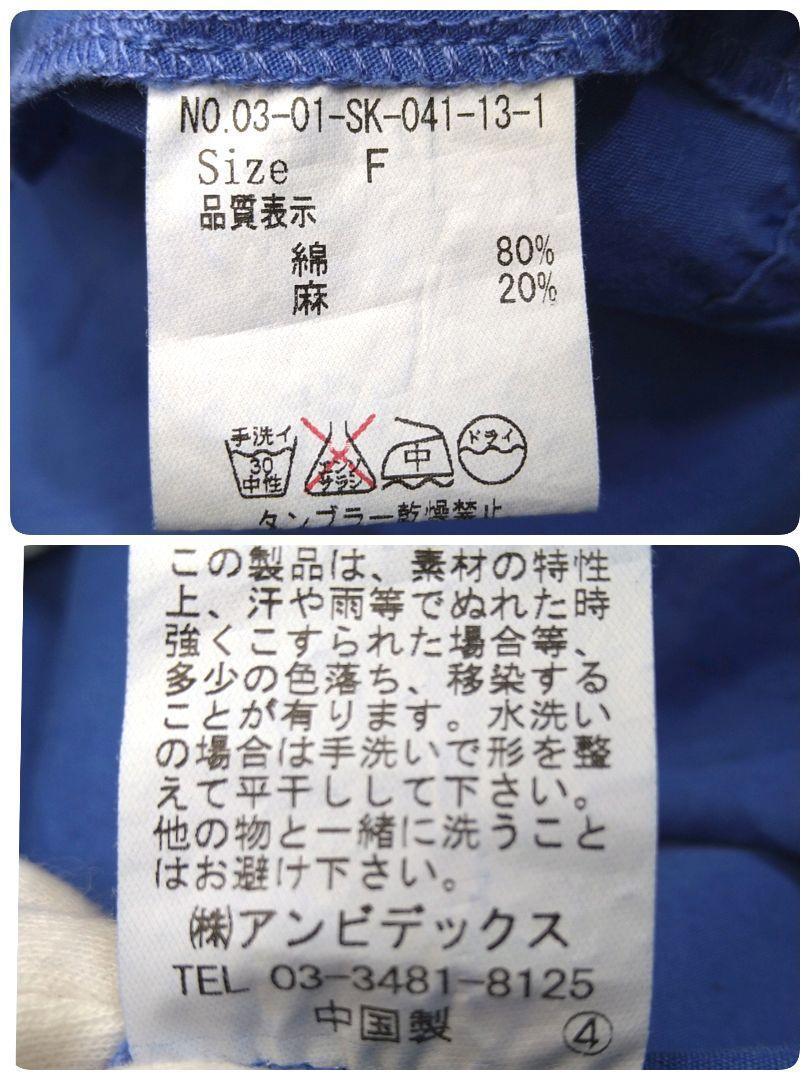 NO.03-01-SK-041-13-1
Size F
品質表示
綿 80%
麻 20%
手洗イ
30
中性
エンソ
サラシ
中
ドライ
タンブラー乾燥禁止
この製品は、素材の特性
上、汗や雨等でぬれた時
強くこすられた場合等、
多少の色落ち、移染する
ことが有ります。水洗い
の場合は手洗いで形を整
えて平干しして下さい。
他の物と一緒に洗うこと
はお避け下さい。
㈱アンビデックス
TEL 03-3481-8125
中国製 ④